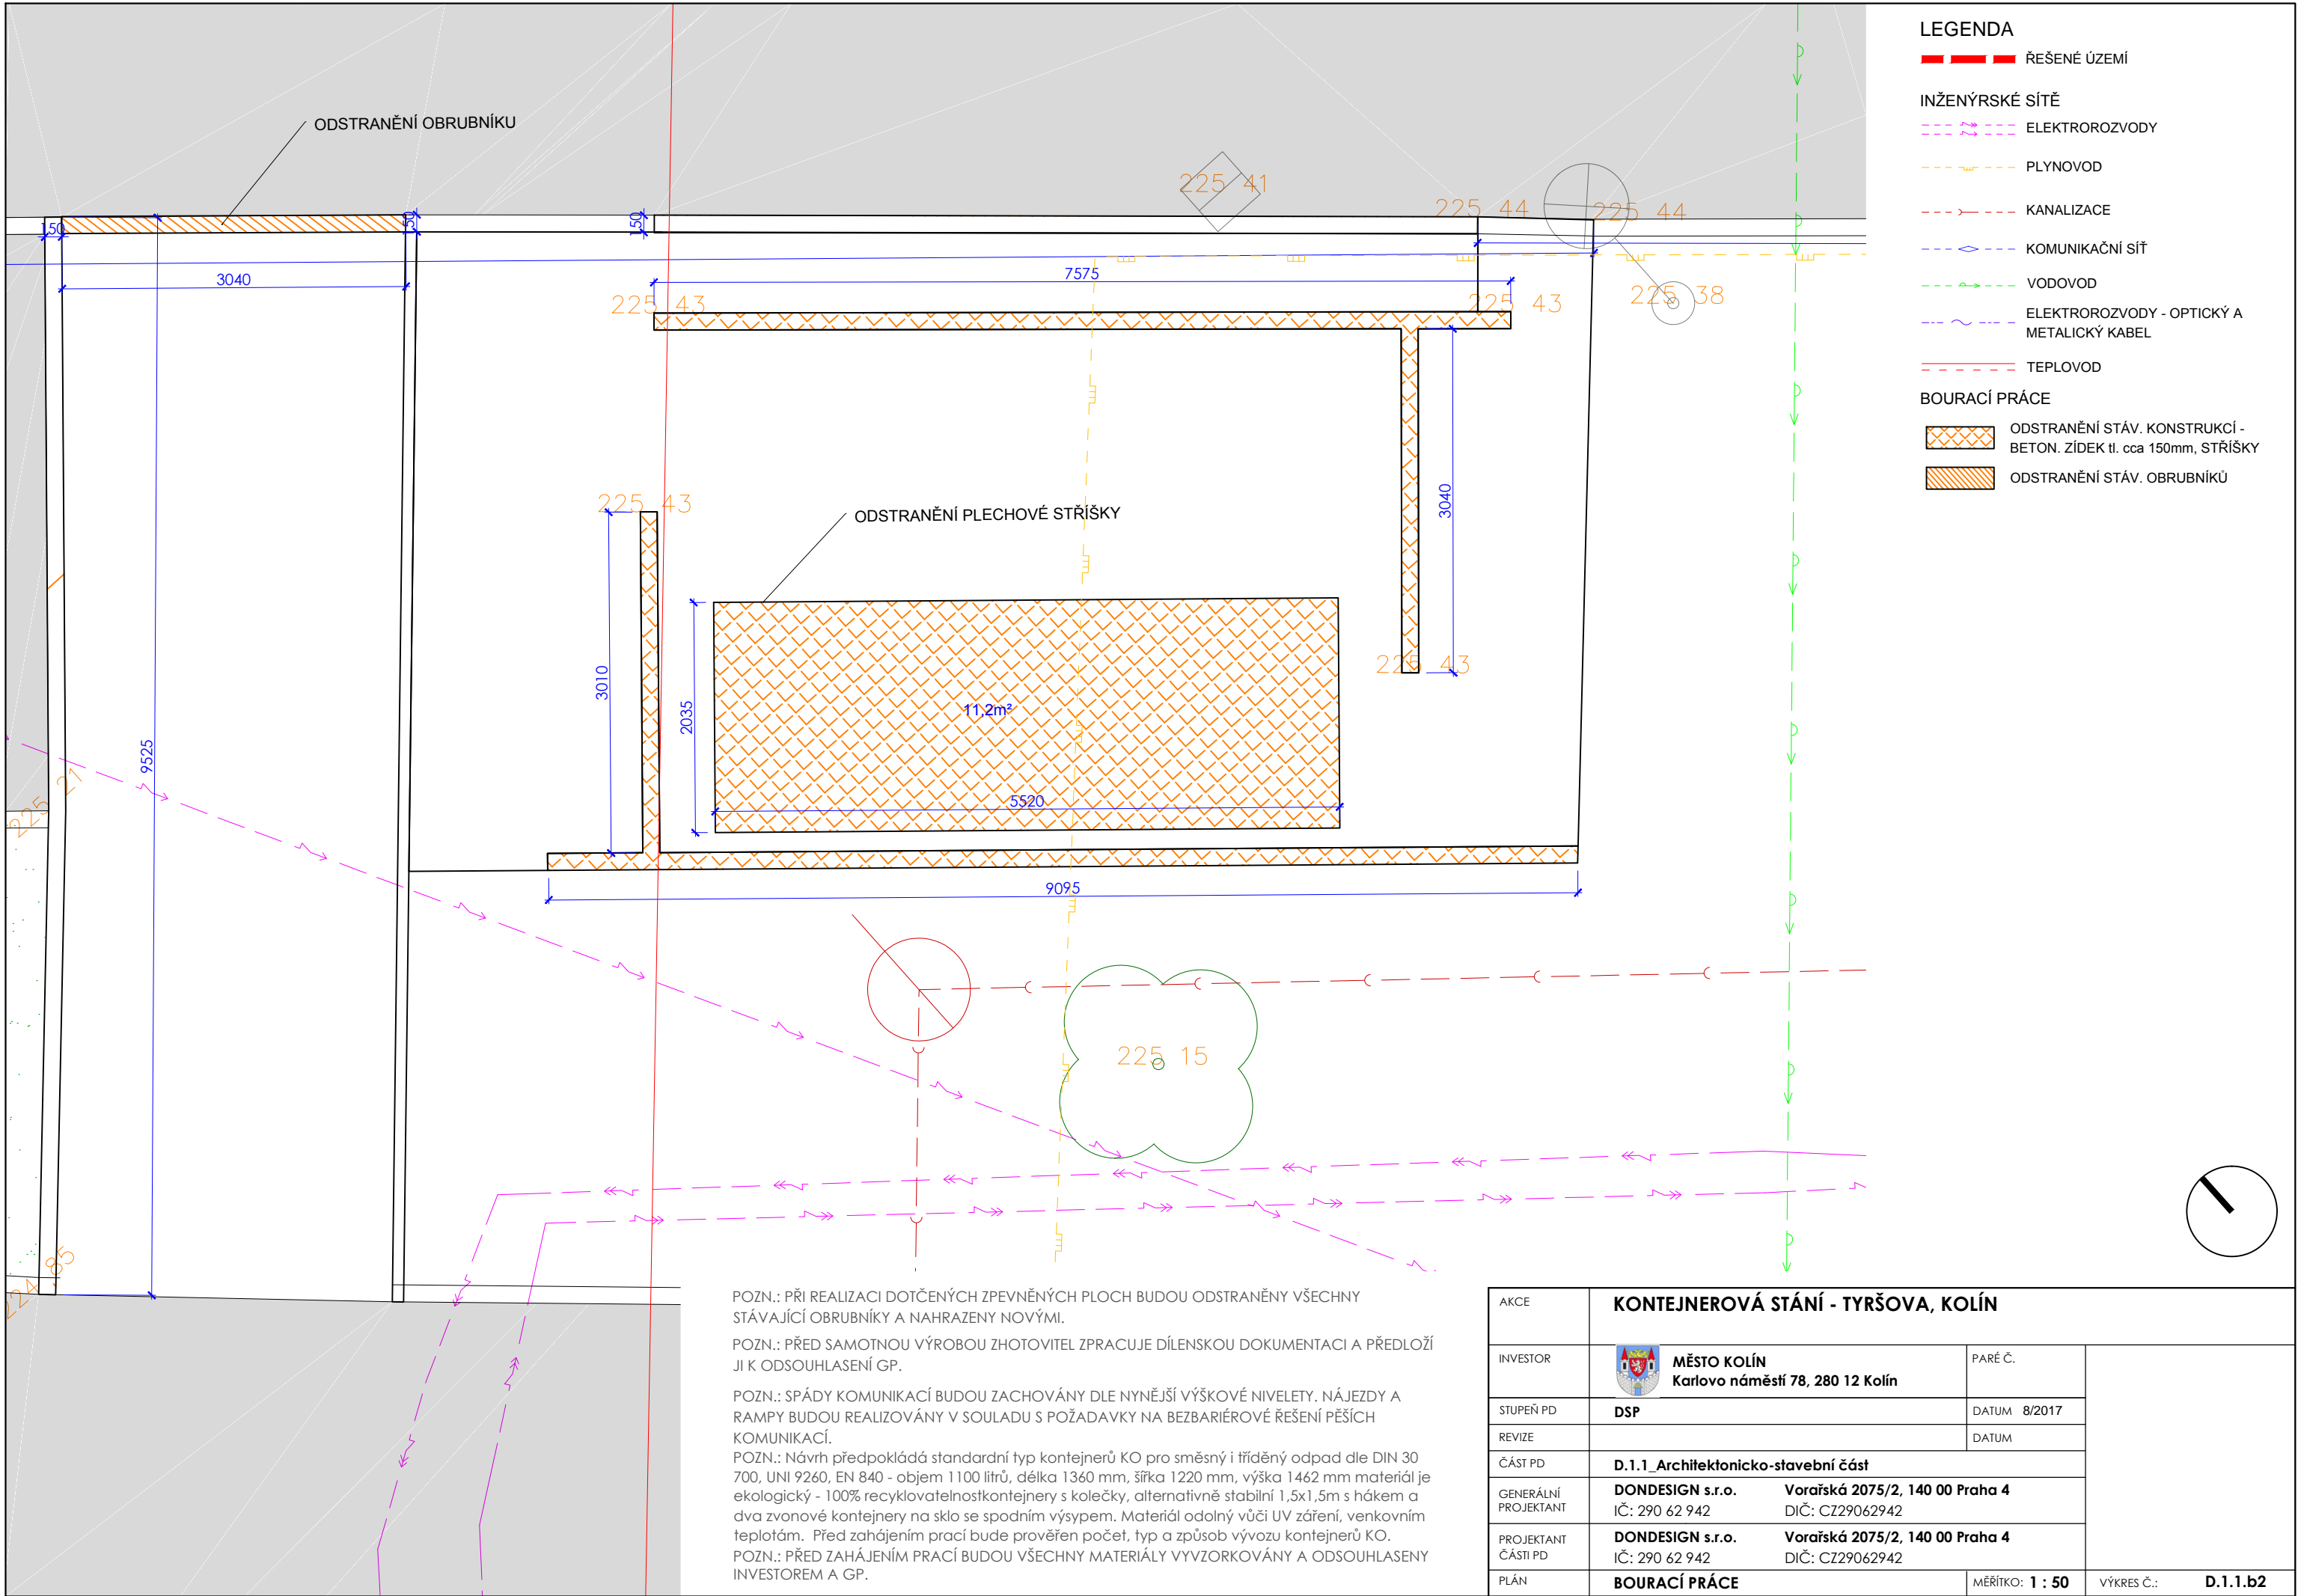 LEGENDA
ŘEŠENÉ ÚZEMÍ
INŽENÝRSKÉ SÍTĚ
ELEKTROROZVODY
PLYNOVOD
KANALIZACE
KOMUNIKAČNÍ SÍŤ
VODOVOD
ELEKTROROZVODY - OPTICKÝ A
METALICKÝ KABEL
TEPLOVOD
BOURACÍ PRÁCE
ODSTRANĚNÍ STÁV. KONSTRUKCÍ -
BETON. ZÍDEK tl. cca 150mm, STŘÍŠKY
ODSTRANĚNÍ STÁV. OBRUBNÍKŮ
ODSTRANĚNÍ OBRUBNÍKU
225 41
225 44
225 44
150
150
3040
7575
225 43
225 43
225 38
225 43
ODSTRANĚNÍ PLECHOVÉ STŘÍŠKY
3040
3010
2035
225 43
11,2m²
9525
225 21
5520
9095
225 15
224,85
POZN.: PŘI REALIZACI DOTČENÝCH ZPEVNĚNÝCH PLOCH BUDOU ODSTRANĚNY VŠECHNY
STÁVAJÍCÍ OBRUBNÍKY A NAHRAZENY NOVÝMI.
POZN.: PŘED SAMOTNOU VÝROBOU ZHOTOVITEL ZPRACUJE DÍLENSKOU DOKUMENTACI A PŘEDLOŽÍ
JI K ODSOUHLASENÍ GP.
POZN.: SPÁDY KOMUNIKACÍ BUDOU ZACHOVÁNY DLE NYNĚJŠÍ VÝŠKOVÉ NIVELETY. NÁJEZDY A
RAMPY BUDOU REALIZOVÁNY V SOULADU S POŽADAVKY NA BEZBARIÉROVÉ ŘEŠENÍ PĚŠÍCH
KOMUNIKACÍ.
POZN.: Návrh předpokládá standardní typ kontejnerů KO pro směsný i tříděný odpad dle DIN 30
700, UNI 9260, EN 840 - objem 1100 litrů, délka 1360 mm, šířka 1220 mm, výška 1462 mm materiál je
ekologický - 100% recyklovatelnostkontejnery s kolečky, alternativně stabilní 1,5x1,5m s hákem a
dva zvonové kontejnery na sklo se spodním výsypem. Materiál odolný vůči UV záření, venkovním
teplotám. Před zahájením prací bude prověřen počet, typ a způsob vývozu kontejnerů KO.
POZN.: PŘED ZAHÁJENÍM PRACÍ BUDOU VŠECHNY MATERIÁLY VYVZORKOVÁNY A ODSOUHLASENY
INVESTOREM A GP.
AKCE KONTEJNEROVÁ STÁNÍ - TYRŠOVA, KOLÍN
INVESTOR MĚSTO KOLÍN PARÉ Č.
Karlovo náměstí 78, 280 12 Kolín
STUPEŇ PD DSP DATUM 8/2017
REVIZE DATUM
ČÁST PD D.1.1_Architektonicko-stavební část
GENERÁLNÍ PROJEKTANT DONDESIGN s.r.o. Vorařská 2075/2, 140 00 Praha 4
IČ: 290 62 942 DIČ: CZ29062942
PROJEKTANT ČÁSTI PD DONDESIGN s.r.o. Vorařská 2075/2, 140 00 Praha 4
IČ: 290 62 942 DIČ: CZ29062942
PLÁN BOURACÍ PRÁCE MĚŘÍTKO: 1 : 50 VÝKRES Č.: D.1.1.b2